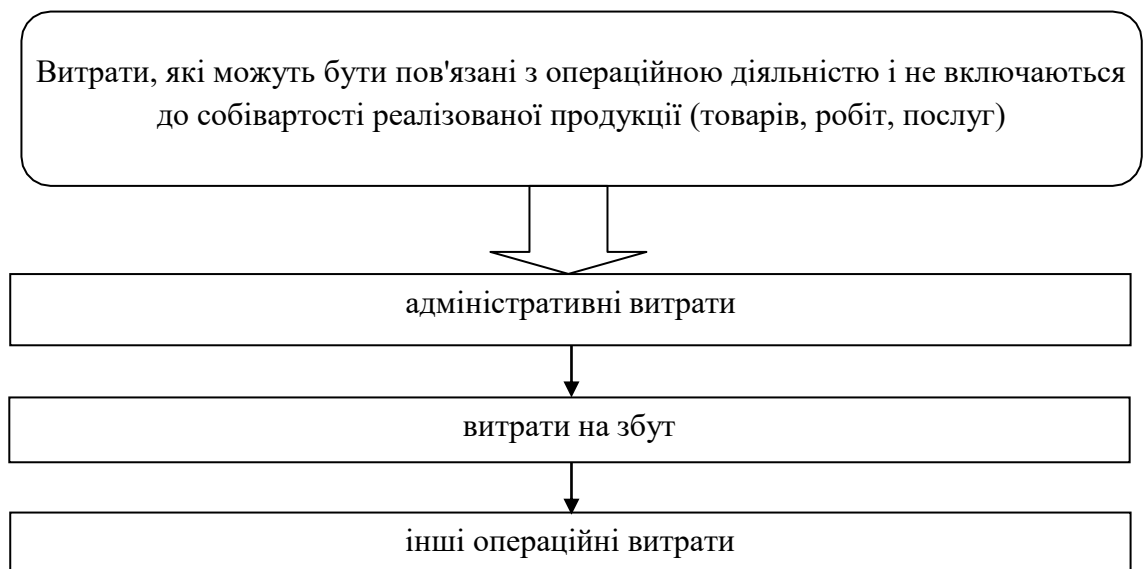 Витрати, які можуть бути пов'язані з операційною діяльністю і не включаються
до собівартості реалізованої продукції (товарів, робіт, послуг)
адміністративні витрати
витрати на збут
інші операційні витрати